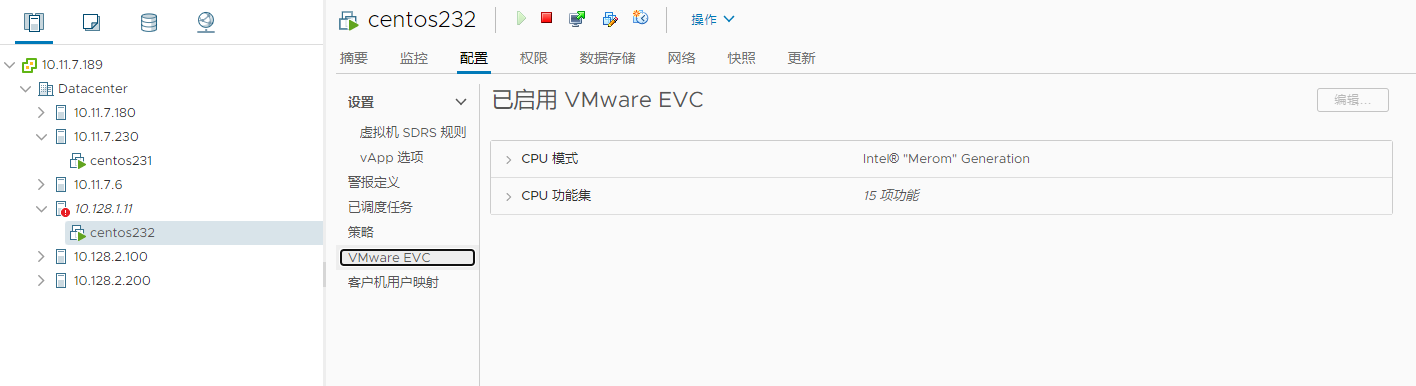 10.11.7.189
Datacenter
10.11.7.180
10.11.7.230
centos231
10.11.7.6
10.128.1.11
centos232
10.128.2.100
10.128.2.200
centos232
操作
摘要 监控 配置 权限 数据存储 网络 快照 更新
设置
虚拟机 SDRS 规则
vApp 选项
警报定义
已调度任务
策略
VMware EVC
客户机用户映射
已启用 VMware EVC
编辑...
CPU 模式 Intel® "Merom" Generation
CPU 功能集 15 项功能